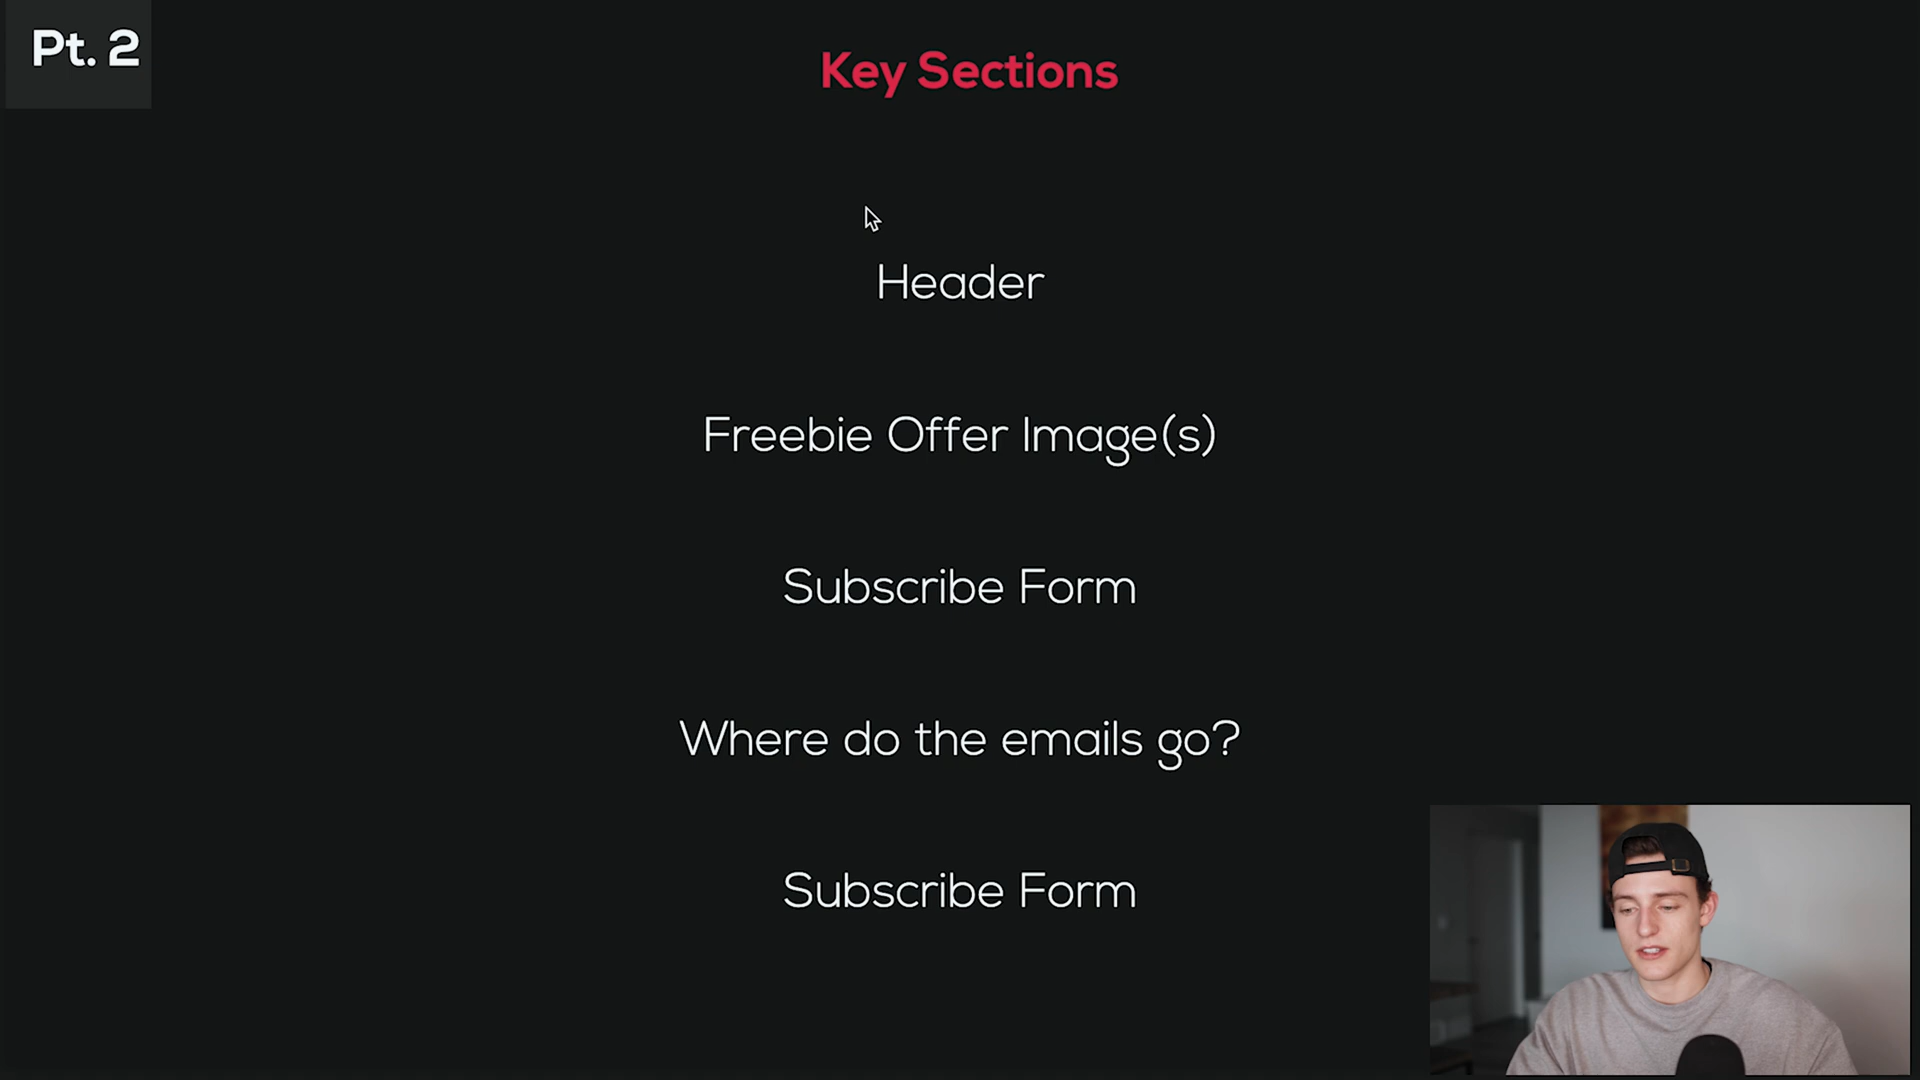 Pt. 2
Key Sections
Header
Freebie Offer Image(s)
Subscribe Form
Where do the emails go?
Subscribe Form